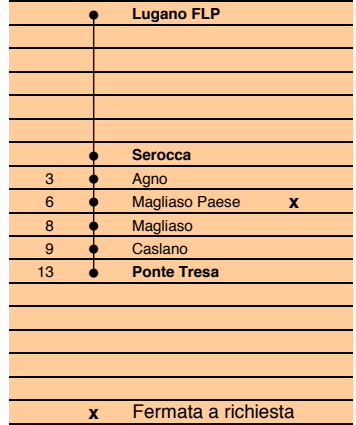 Lugano FLP
Serocca
3 Agno
6 Magliaso Paese x
8 Magliaso
9 Caslano
13 Ponte Tresa
x Fermata a richiesta